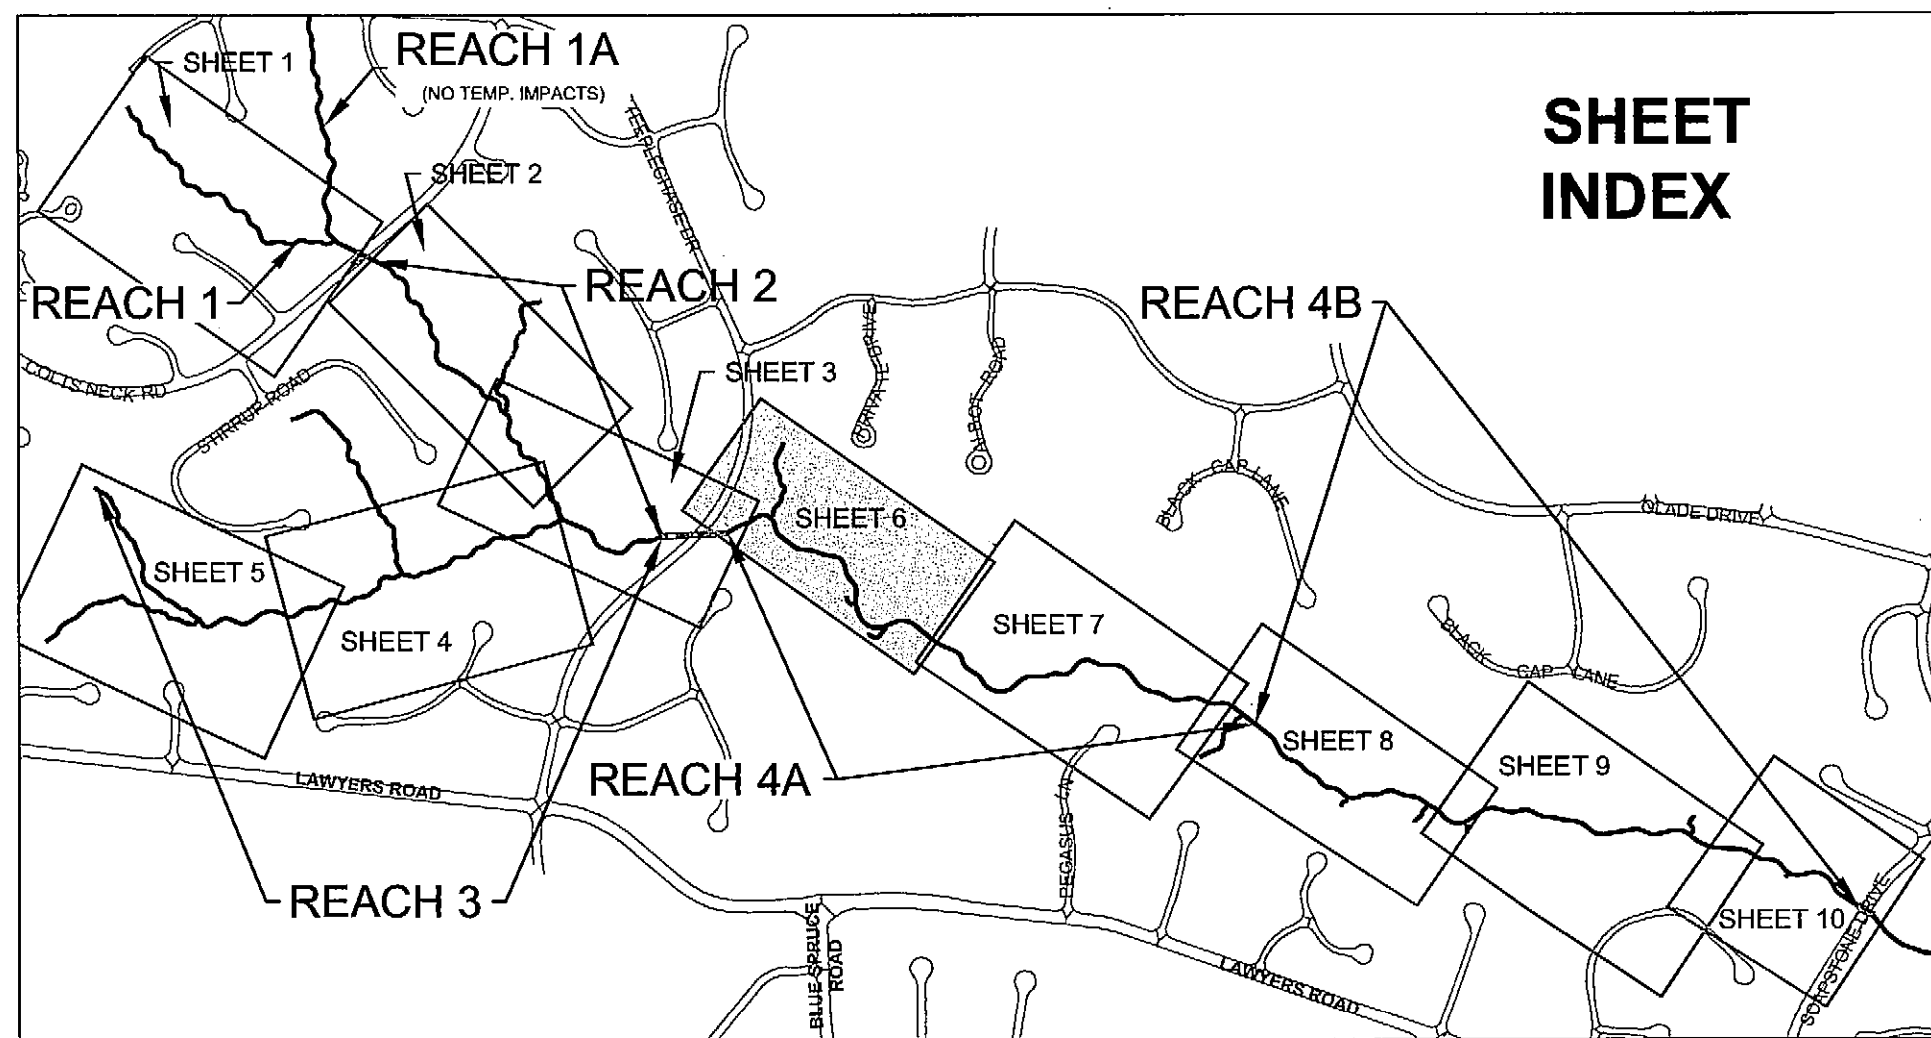 SHEET 1
REACH 1A
(NO TEMP. IMPACTS)
SHEET
INDEX
SHEET 2
REACH 1
REACH 2
REACH 4B
COLTS NECK RD
STIRRUP ROAD
SHEET 3
PRIVATE DRIVE
ROAD
BLACK CAP LANE
GLADE DRIVE
SHEET 6
SHEET 5
SHEET 4
SHEET 7
BLACK CAP LANE
SHEET 8
SHEET 9
REACH 4A
LAWYERS ROAD
PEGASUS LN
REACH 3
SHEET 10
SOAPSTONE DRIVE
BLUE SPRUCE
ROAD
LAWYERS ROAD